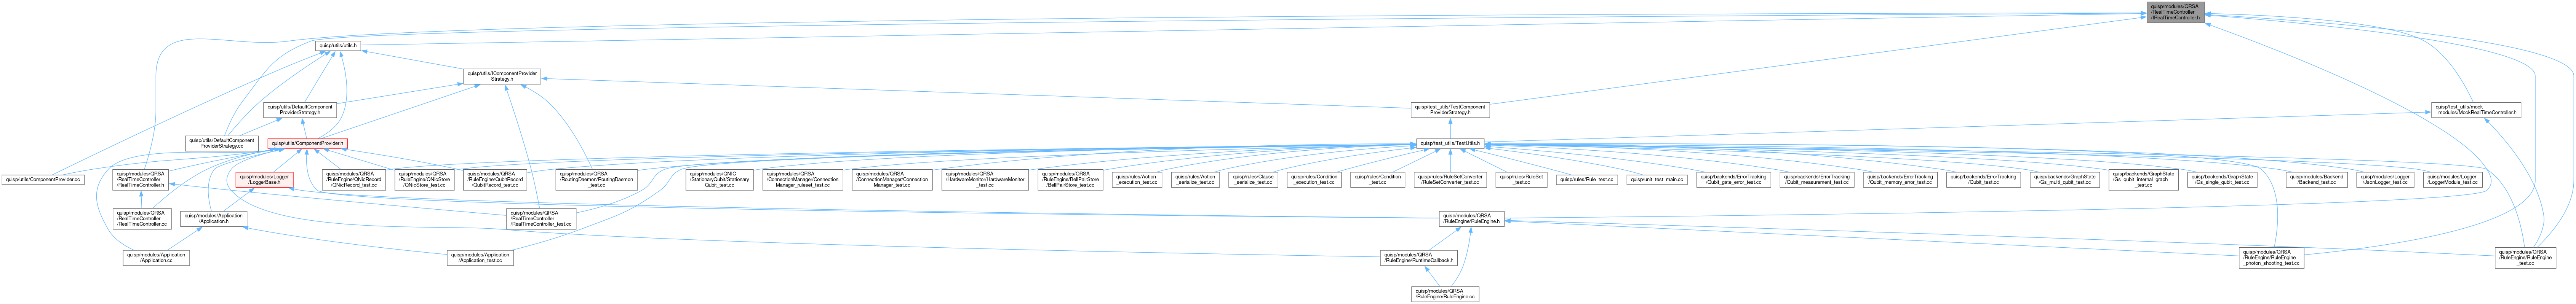 quisp/modules/QRSA
/RealTimeController
/IRealTimeController.h
quisp/utils/utils.h
quisp/utils/IComponentProvider
Strategy.h
quisp/utils/DefaultComponent
ProviderStrategy.h
quisp/test_utils/TestComponent
ProviderStrategy.h
quisp/test_utils/mock
_modules/MockRealTimeController.h
quisp/utils/DefaultComponent
ProviderStrategy.cc
quisp/utils/ComponentProvider.h
quisp/test_utils/TestUtils.h
quisp/utils/ComponentProvider.cc
quisp/modules/QRSA
/RealTimeController
/RealTimeController.h
quisp/modules/Logger
/LoggerBase.h
quisp/modules/QRSA
/RuleEngine/QNicRecord
/QNicRecord_test.cc
quisp/modules/QRSA
/RuleEngine/QNicStore
/QNicStore_test.cc
quisp/modules/QRSA
/RuleEngine/QubitRecord
/QubitRecord_test.cc
quisp/modules/QRSA
/RoutingDaemon/RoutingDaemon
_test.cc
quisp/modules/QNIC
/StationaryQubit/Stationary
Qubit_test.cc
quisp/modules/QRSA
/ConnectionManager/Connection
Manager_ruleset_test.cc
quisp/modules/QRSA
/ConnectionManager/Connection
Manager_test.cc
quisp/modules/QRSA
/HardwareMonitor/HardwareMonitor
_test.cc
quisp/modules/QRSA
/RuleEngine/BellPairStore
/BellPairStore_test.cc
quisp/rules/Action
_execution_test.cc
quisp/rules/Action
_serialize_test.cc
quisp/rules/Clause
_serialize_test.cc
quisp/rules/Condition
_execution_test.cc
quisp/rules/Condition
_test.cc
quisp/rules/RuleSetConverter
/RuleSetConverter_test.cc
quisp/rules/RuleSet
_test.cc
quisp/rules/Rule_test.cc
quisp/unit_test_main.cc
quisp/backends/ErrorTracking
/Qubit_gate_error_test.cc
quisp/backends/ErrorTracking
/Qubit_measurement_test.cc
quisp/backends/ErrorTracking
/Qubit_memory_error_test.cc
quisp/backends/ErrorTracking
/Qubit_test.cc
quisp/backends/GraphState
/Gs_multi_qubit_test.cc
quisp/backends/GraphState
/Gs_qubit_internal_graph
_test.cc
quisp/backends/GraphState
/Gs_single_qubit_test.cc
quisp/modules/Backend
/Backend_test.cc
quisp/modules/Logger
/JsonLogger_test.cc
quisp/modules/Logger
/LoggerModule_test.cc
quisp/modules/QRSA
/RealTimeController
/RealTimeController.cc
quisp/modules/Application
/Application.h
quisp/modules/QRSA
/RealTimeController
/RealTimeController_test.cc
quisp/modules/QRSA
/RuleEngine/RuleEngine.h
quisp/modules/Application
/Application.cc
quisp/modules/Application
/Application_test.cc
quisp/modules/QRSA
/RuleEngine/RuntimeCallback.h
quisp/modules/QRSA
/RuleEngine/RuleEngine
_photon_shooting_test.cc
quisp/modules/QRSA
/RuleEngine/RuleEngine
_test.cc
quisp/modules/QRSA
/RuleEngine/RuleEngine.cc